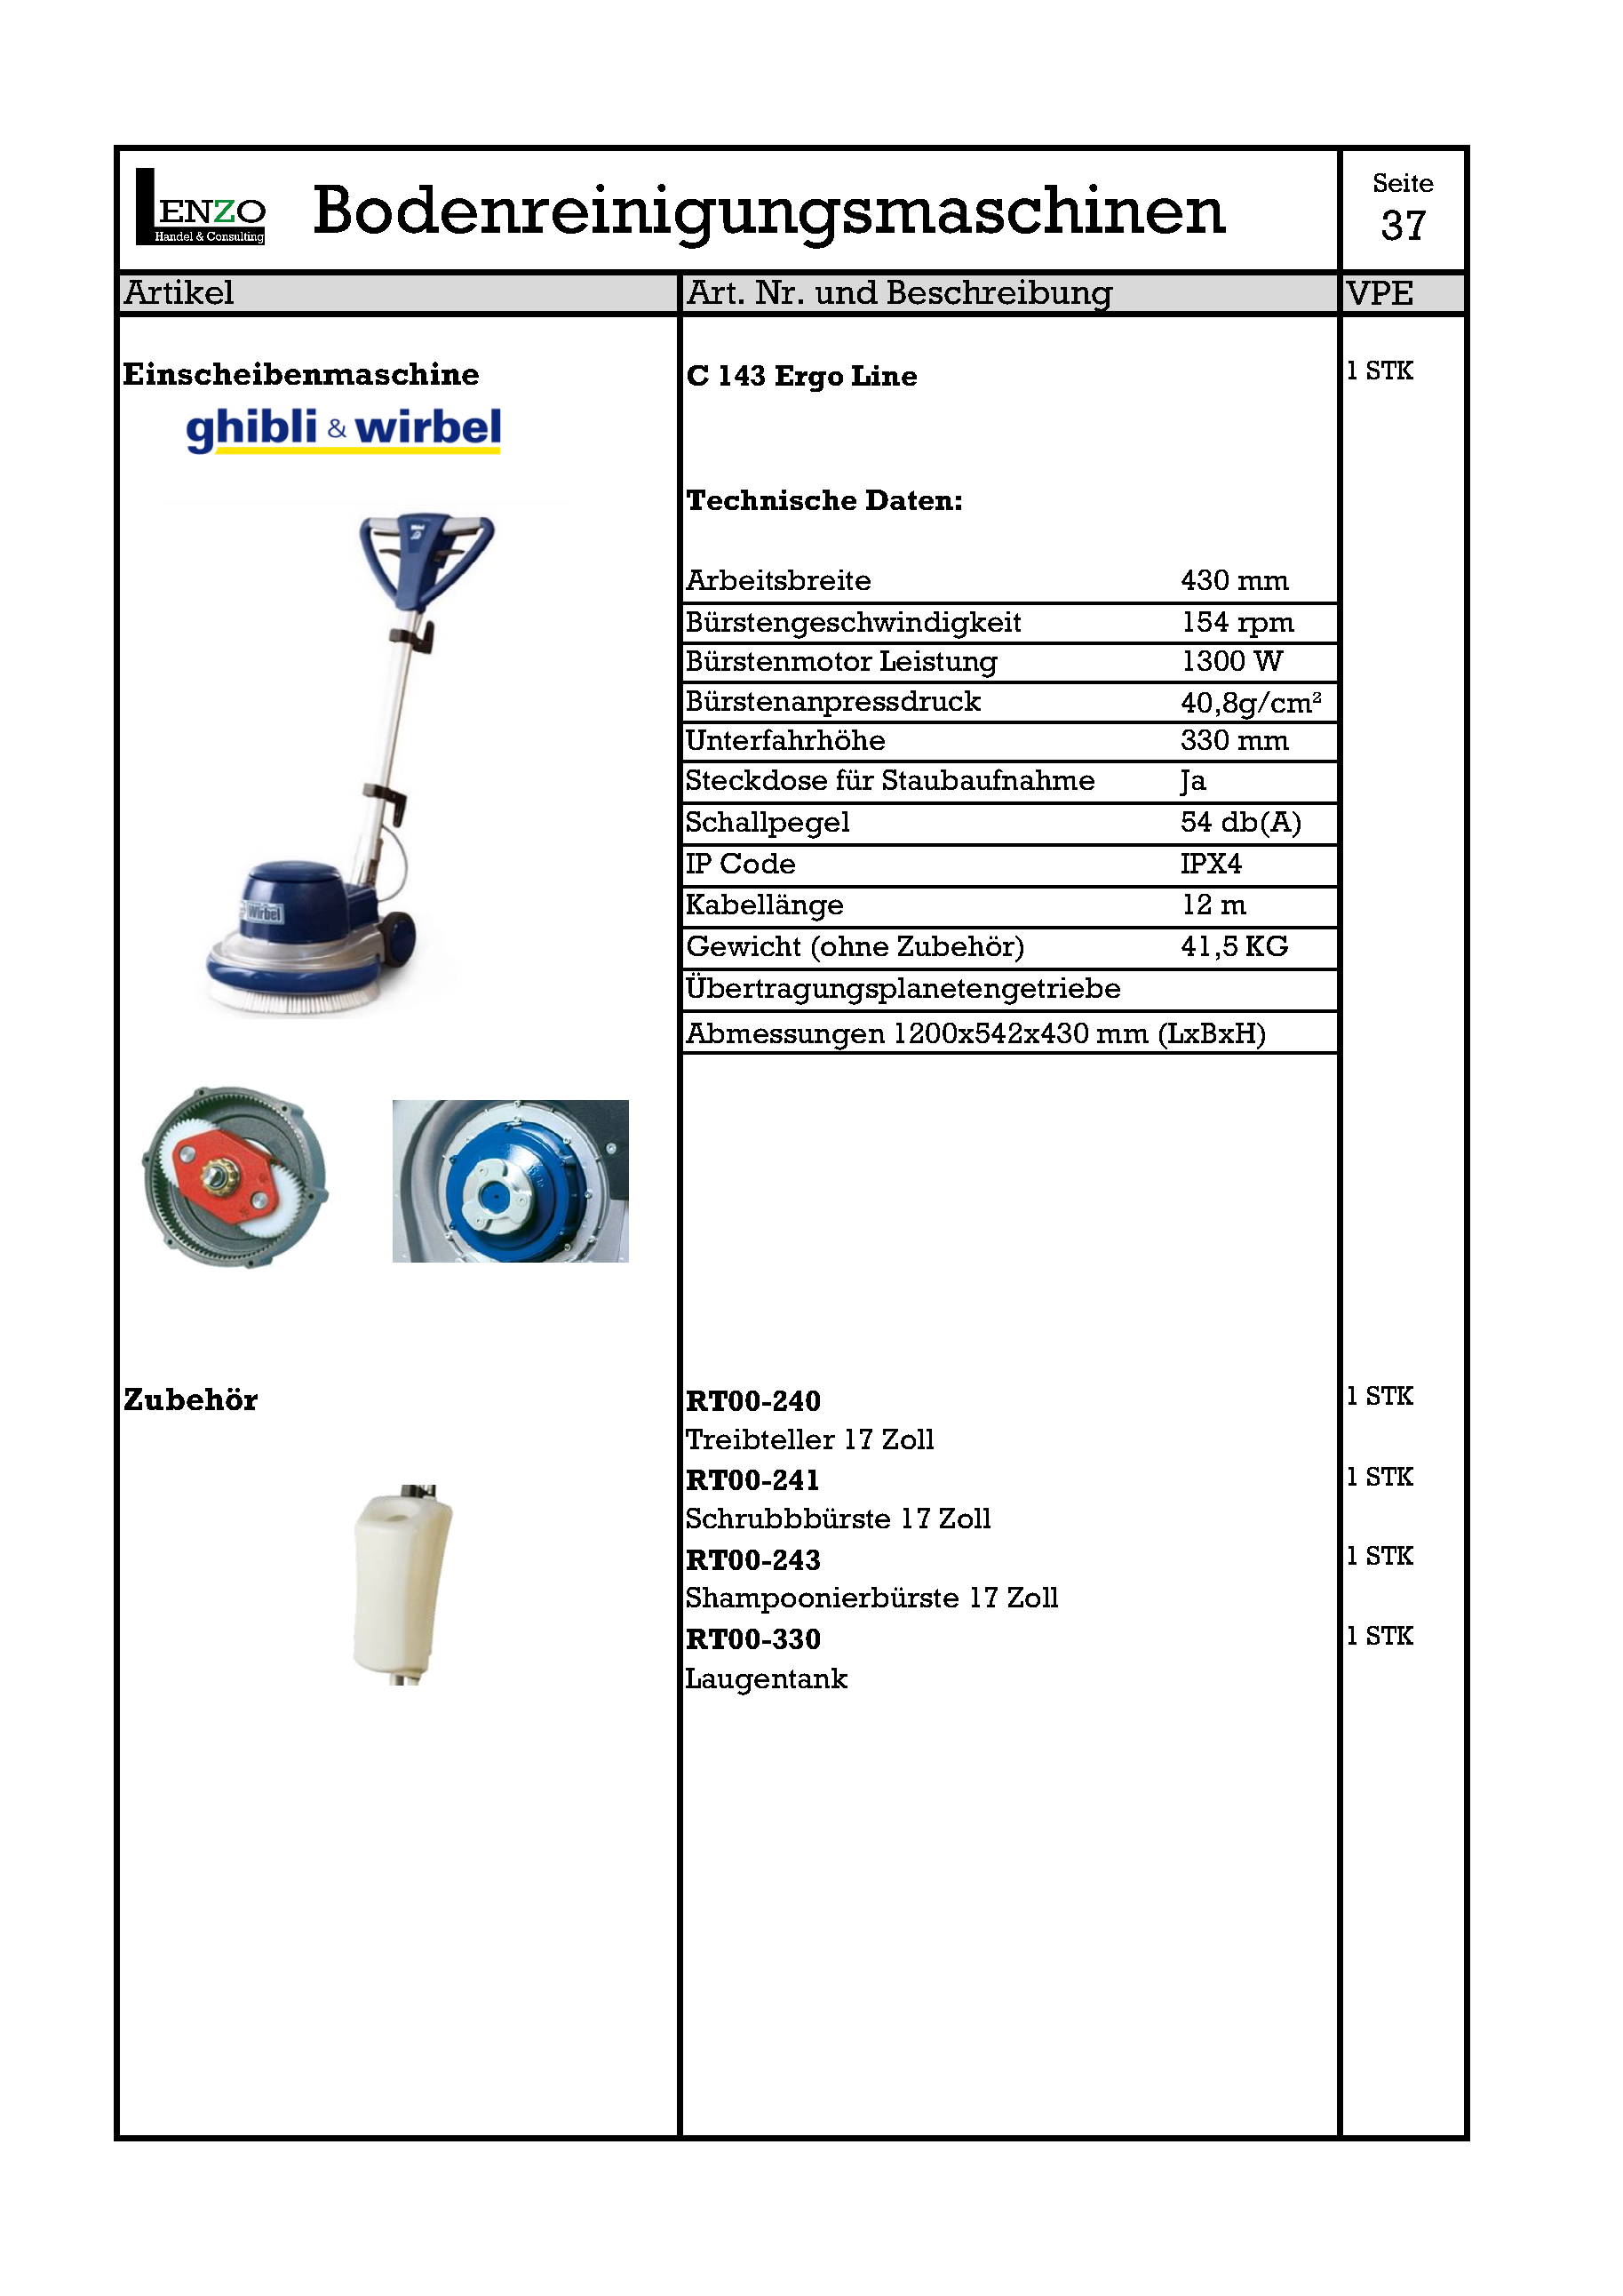 LENZO
Handel & Consulting
Bodenreinigungsmaschinen
Seite
37
Artikel Art. Nr. und Beschreibung VPE
Einscheibenmaschine C 143 Ergo Line 1 STK
ghibli & wirbel
Technische Daten:
Arbeitsbreite 430 mm
Bürstengeschwindigkeit 154 rpm
Bürstenmotor Leistung 1300 W
Bürstenanpressdruck 40,8g/cm²
Unterfahrhöhe 330 mm
Steckdose für Staubaufnahme Ja
Schallpegel 54 db(A)
IP Code IPX4
Kabellänge 12 m
Wirbel
Gewicht (ohne Zubehör) 41,5 KG
Übertragungsplanetengetriebe
Abmessungen 1200x542x430 mm (LxBxH)
Zubehör RT00-240 1 STK
Treibteller 17 Zoll
RT00-241 1 STK
Schrubbbürste 17 Zoll
RT00-243 1 STK
Shampoonierbürste 17 Zoll
RT00-330 1 STK
Laugentank